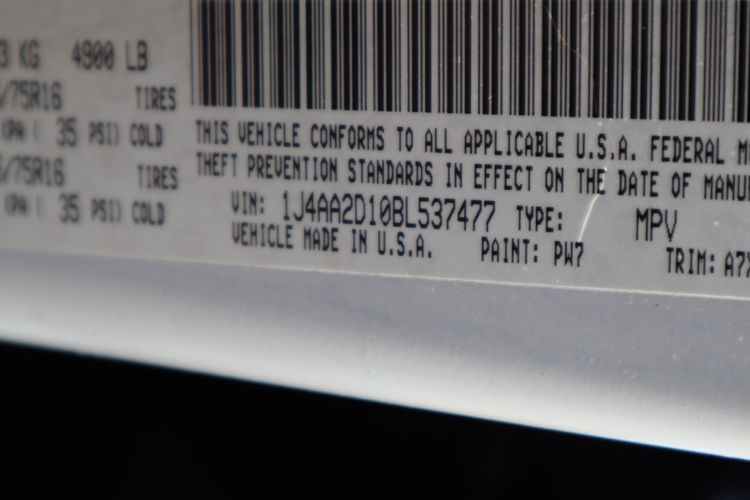 KG 4900 LB
/75R16 TIRES
35 PSI) COLD
/75R16 TIRES
35 PSI) COLD
THIS VEHICLE CONFORMS TO ALL APPLICABLE U.S.A. FEDERAL
THEFT PREVENTION STANDARDS IN EFFECT ON THE DATE OF MANU
VIN: 1J4AA2D10BL537477 TYPE: MPV
VEHICLE MADE IN U.S.A. PAINT: PW7 TRIM: A7